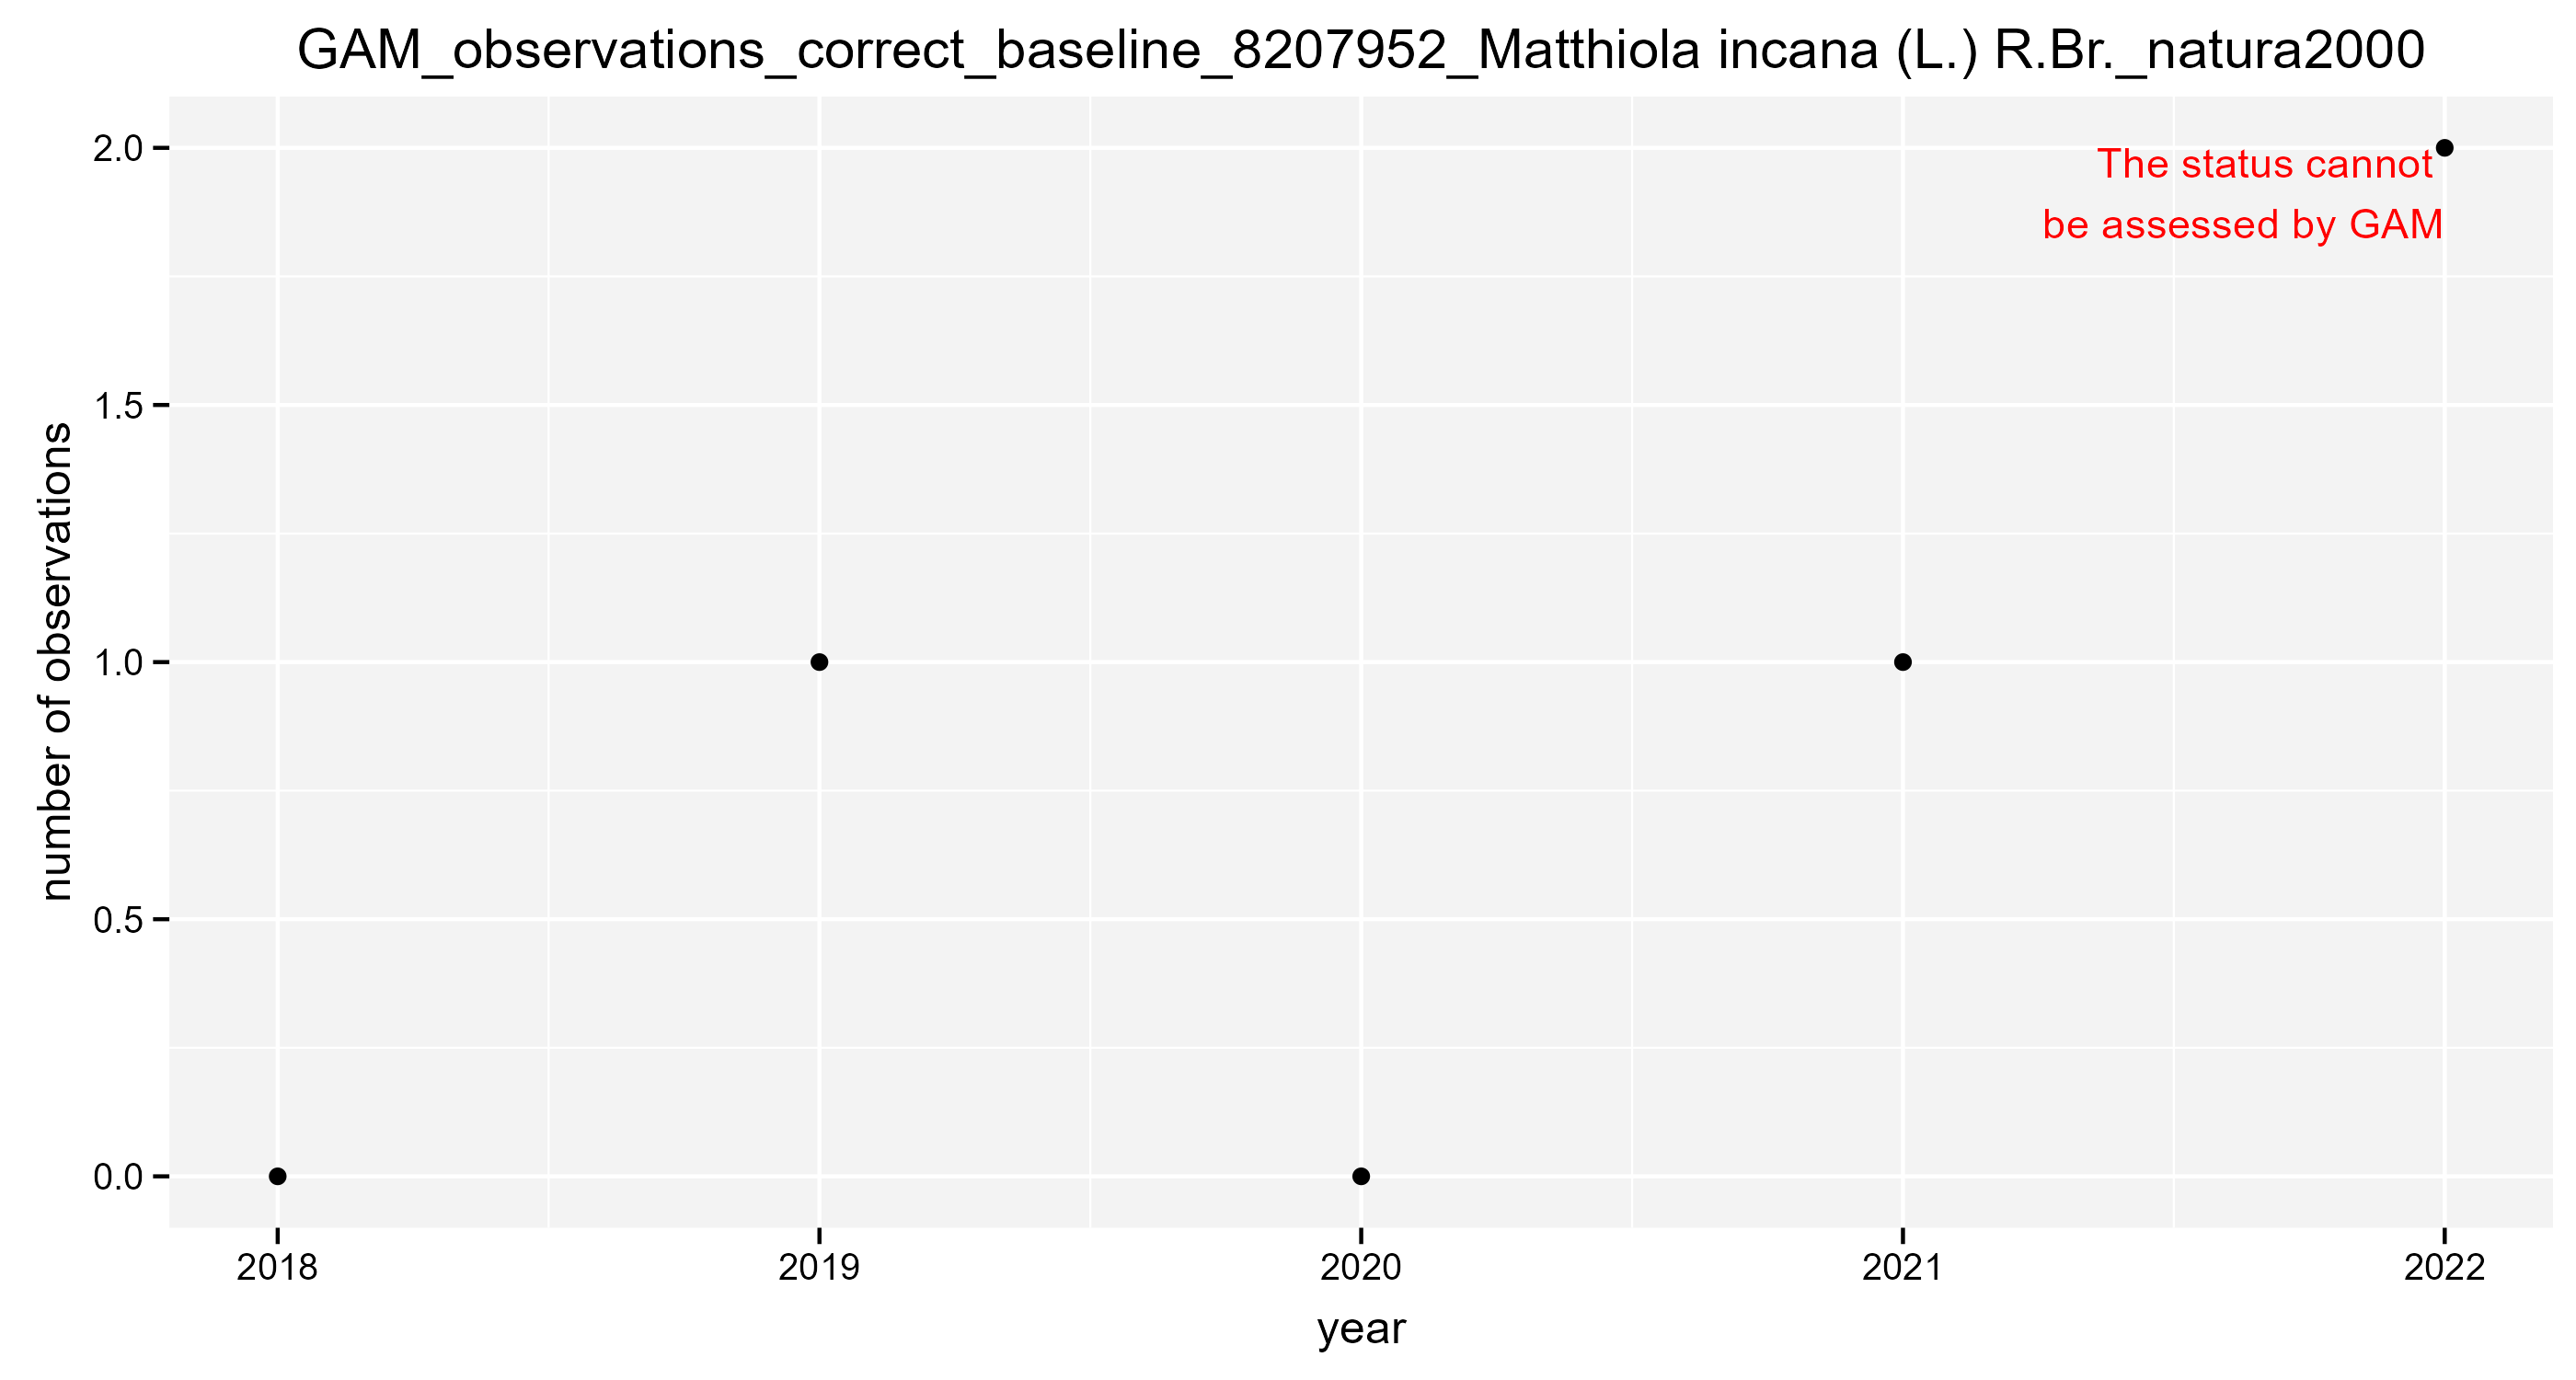 GAM_observations_correct_baseline_8207952_Matthiola incana (L.) R.Br._natura2000
2.0
The status cannot
be assessed by GAM
1.5
number of observations
1.0
0.5
0.0
2018 2019 2020 2021 2022
year